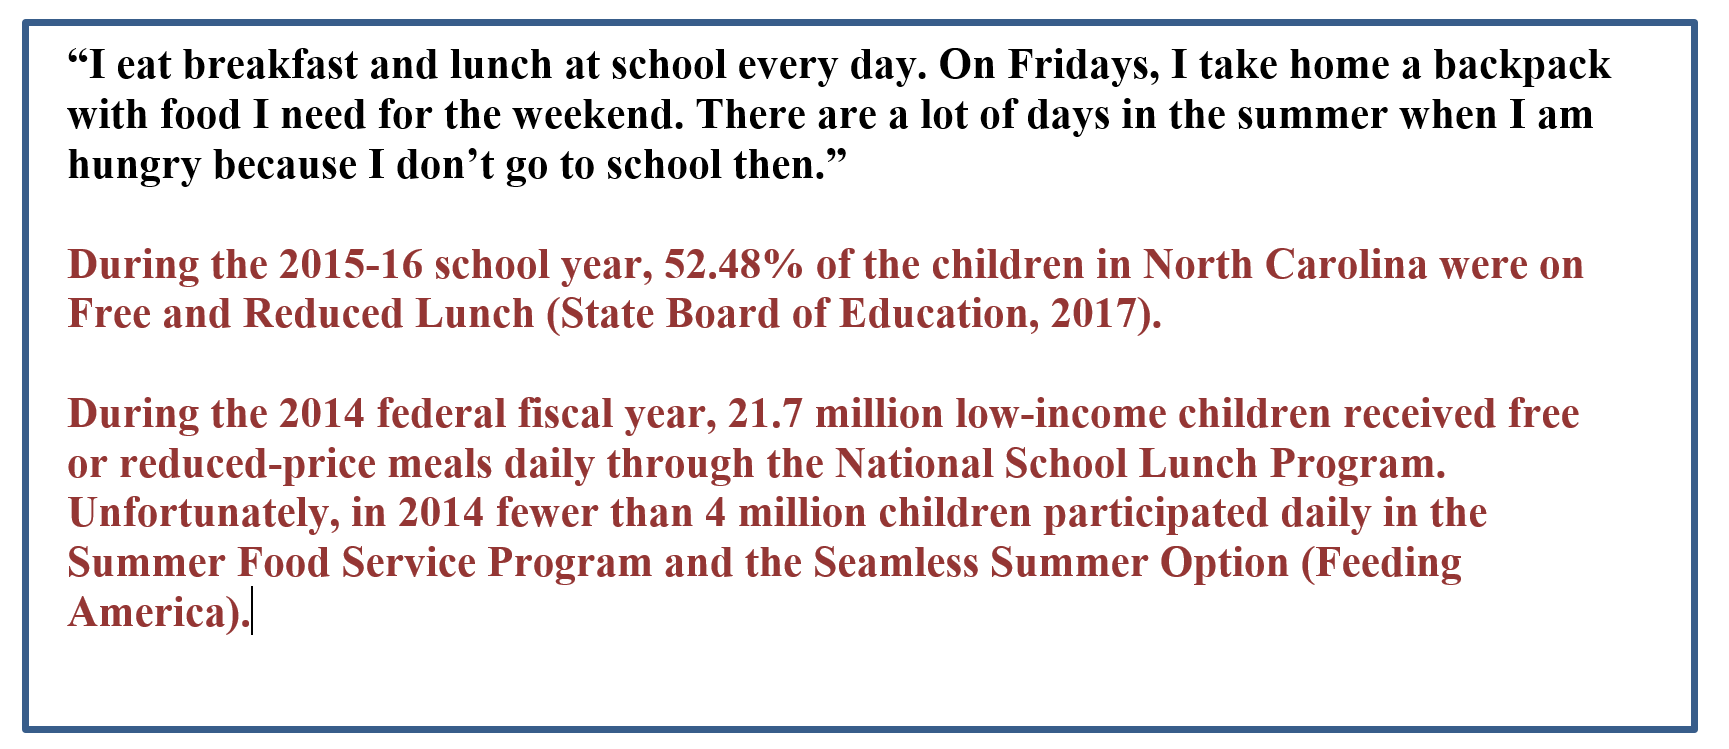 “I eat breakfast and lunch at school every day. On Fridays, I take home a backpack
with food I need for the weekend. There are a lot of days in the summer when I am
hungry because I don’t go to school then.”
During the 2015-16 school year, 52.48% of the children in North Carolina were on
Free and Reduced Lunch (State Board of Education, 2017).
During the 2014 federal fiscal year, 21.7 million low-income children received free
or reduced-price meals daily through the National School Lunch Program.
Unfortunately, in 2014 fewer than 4 million children participated daily in the
Summer Food Service Program and the Seamless Summer Option (Feeding
America).